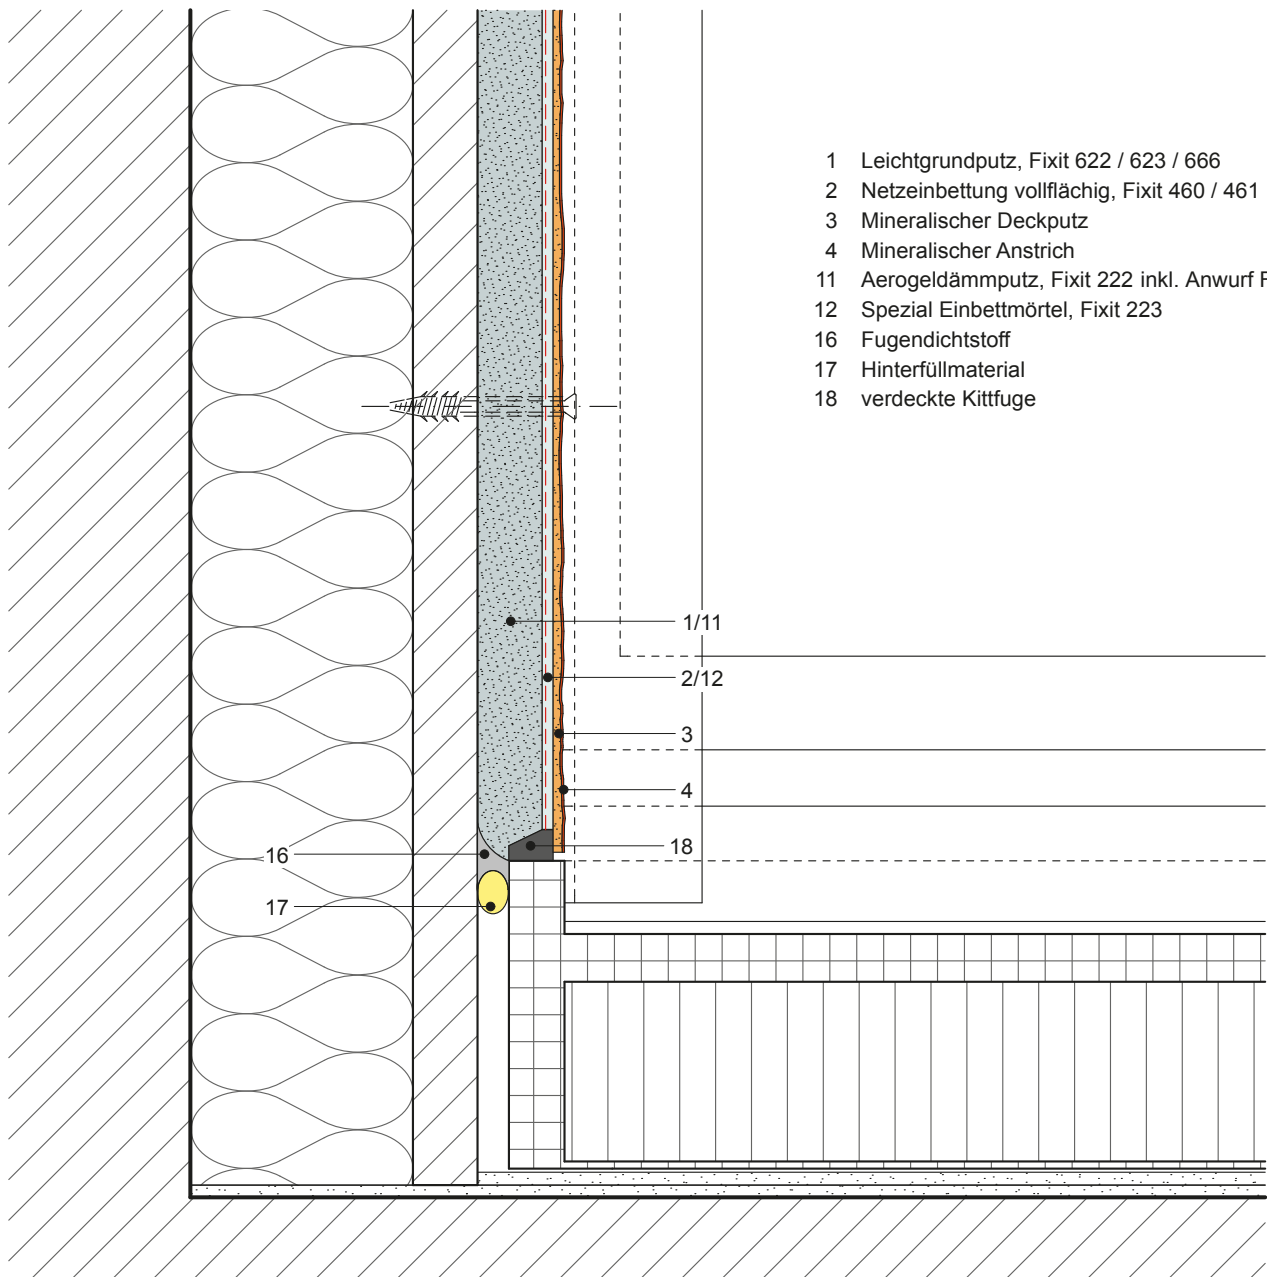 1 Leichtgrundputz, Fixit 622 / 623 / 666
2 Netzeinbettung vollflächig, Fixit 460 / 461
3 Mineralischer Deckputz
4 Mineralischer Anstrich
11 Aerogeldämmputz, Fixit 222 inkl. Anwurf F
12 Spezial Einbettmörtel, Fixit 223
16 Fugendichtstoff
17 Hinterfüllmaterial
18 verdeckte Kittfuge
1/11
2/12
3
4
18
16
17